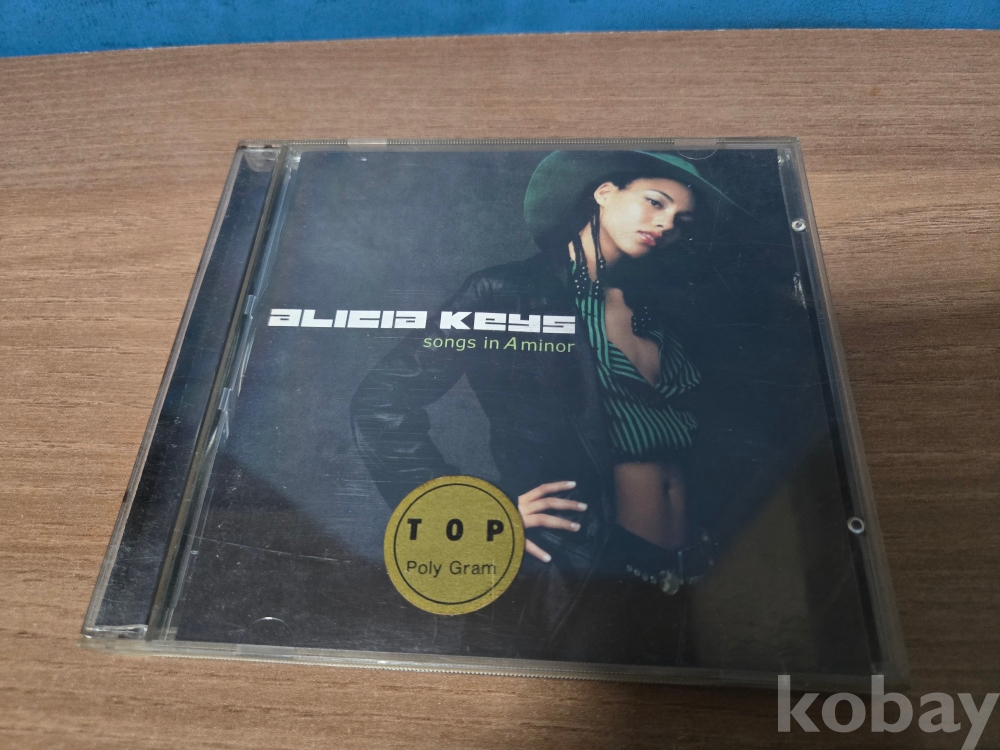 alicia keys
songs in A minor
TOP
Poly Gram
kobay